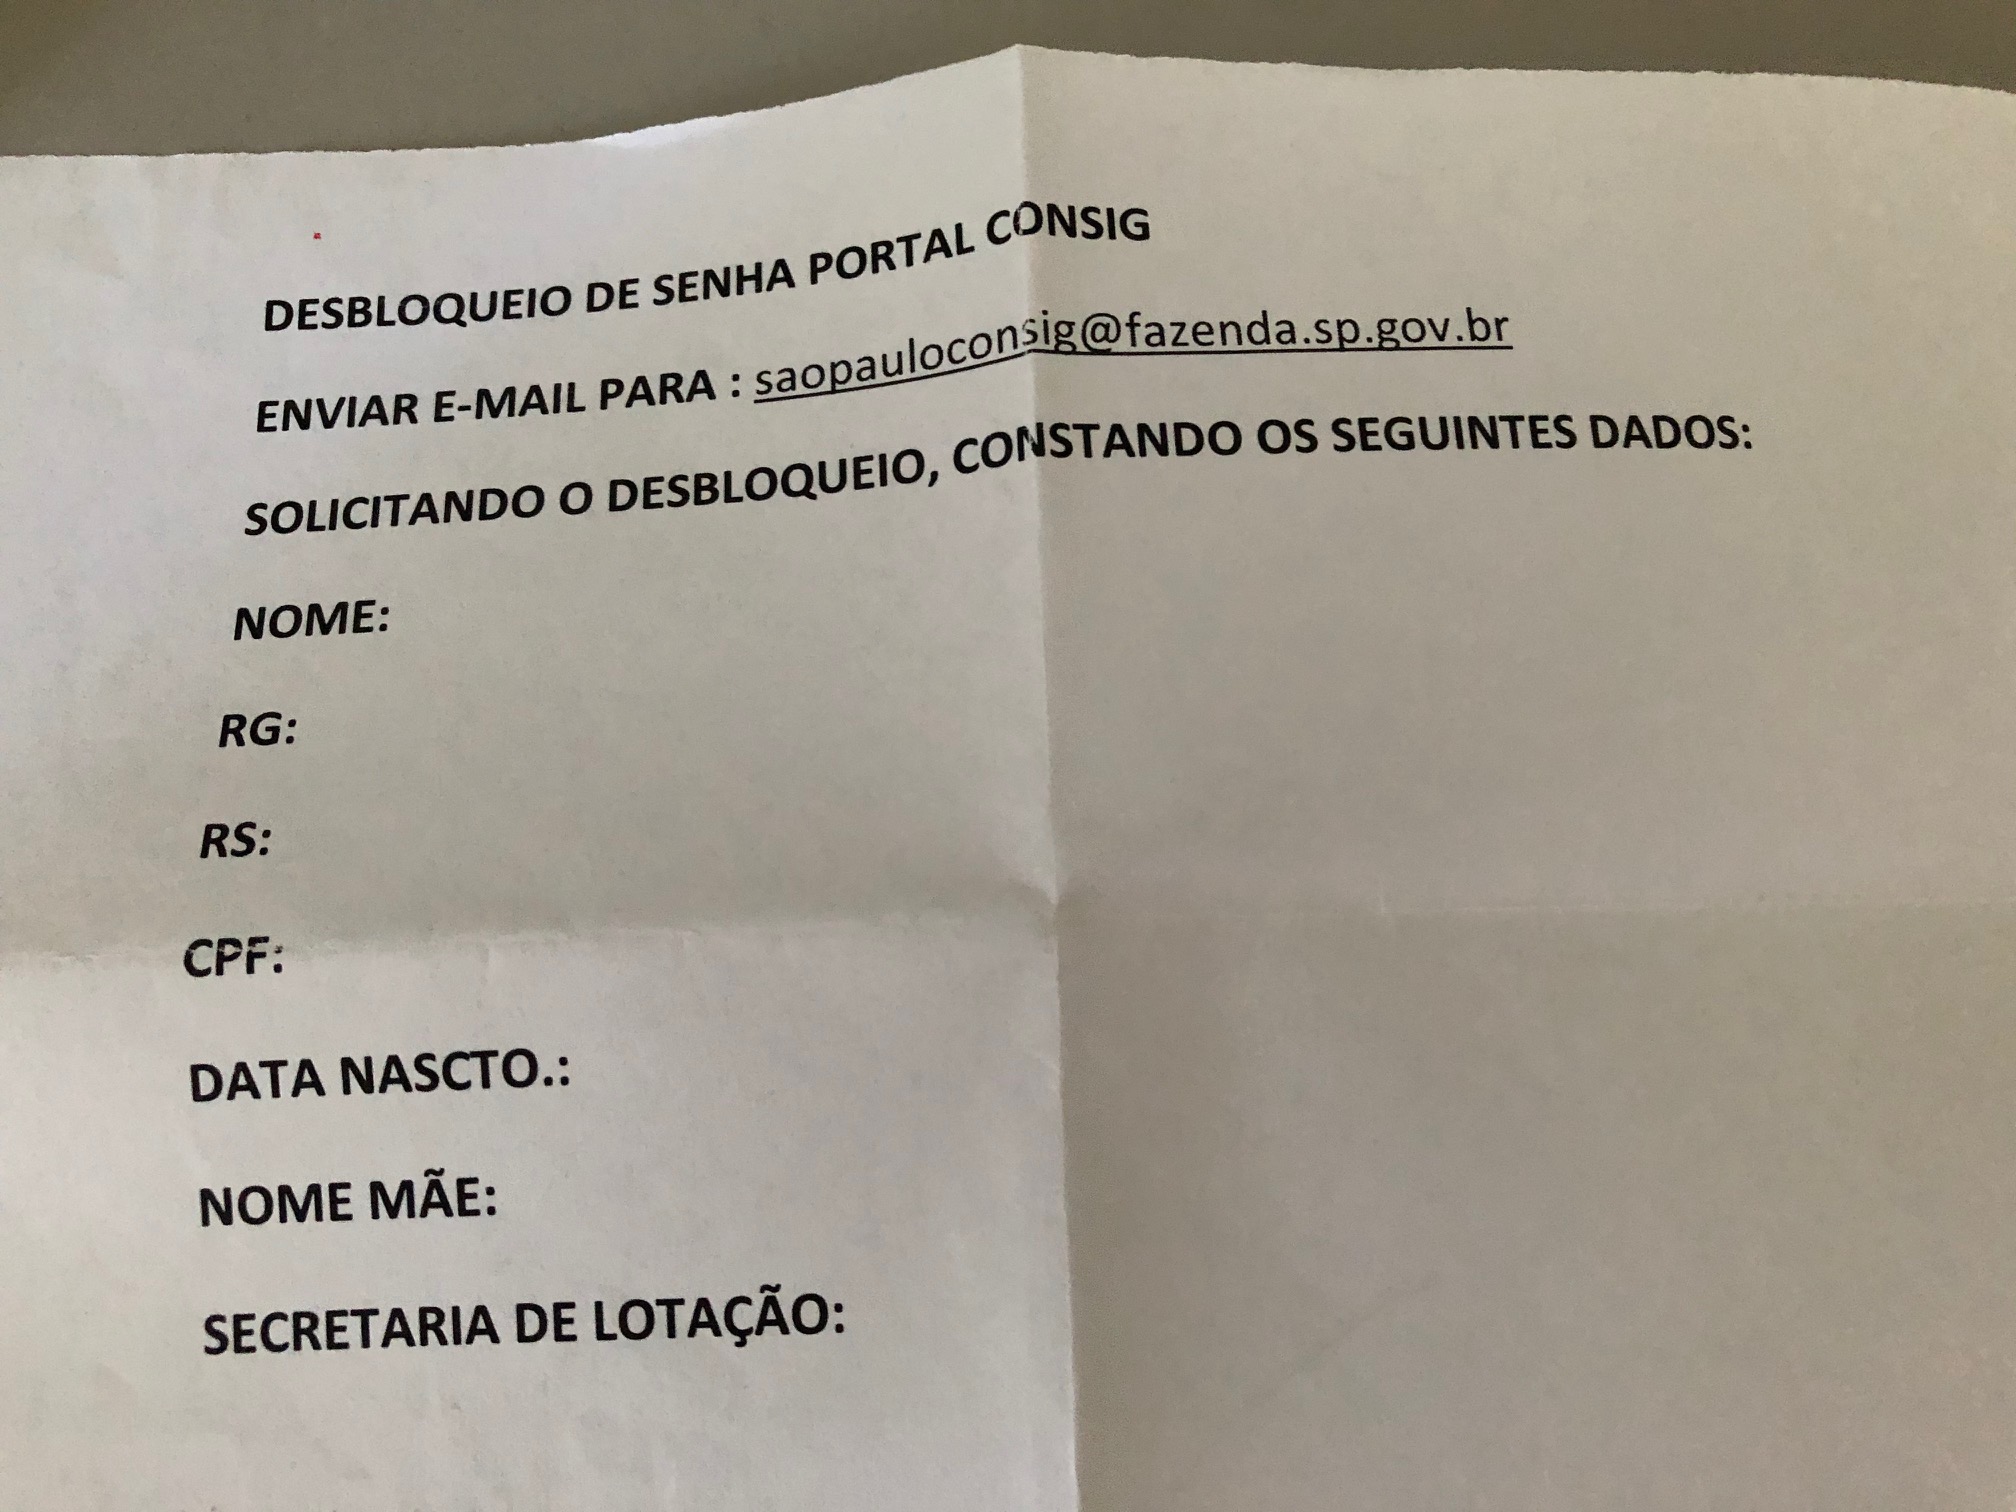 DESBLOQUEIO DE SENHA PORTAL CONSIG
ENVIAR E-MAIL PARA : saopauloconsig@fazenda.sp.gov.br
SOLICITANDO O DESBLOQUEIO, CONSTANDO OS SEGUINTES DADOS:
NOME:
RG:
RS:
CPF:
DATA NASCTO.:
NOME MÃE:
SECRETARIA DE LOTAÇÃO: